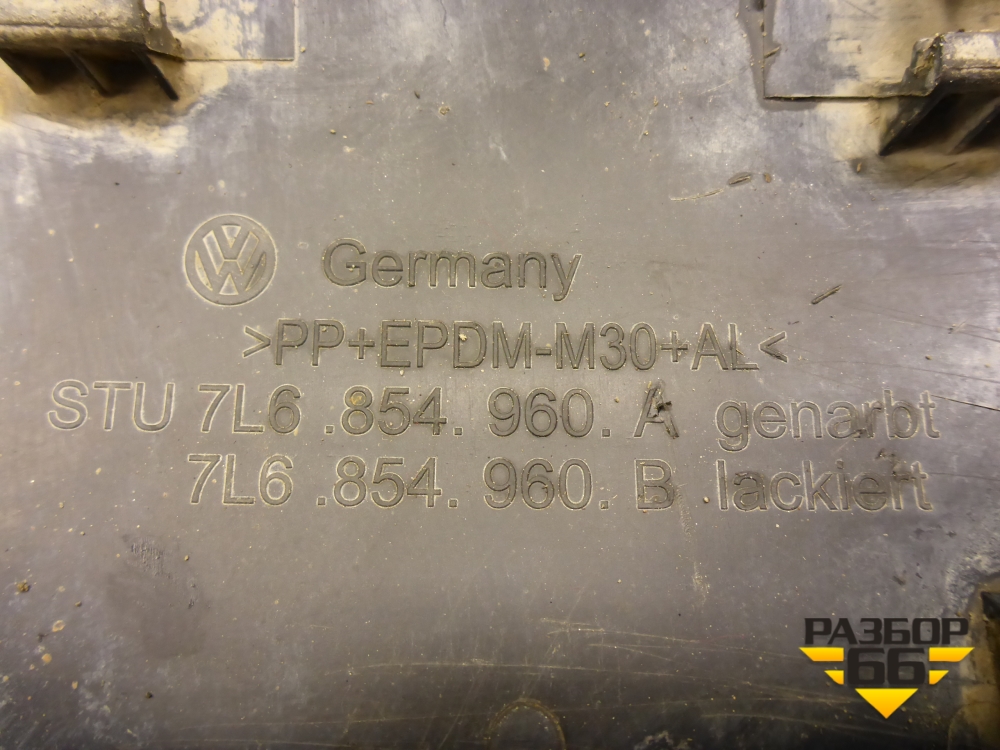 Germany
>PP+EPDM-M30+AL<
STU 7L6 .854. 960. A genarbt
7L6 .854. 960. B lackiert
РАЗБОР
66